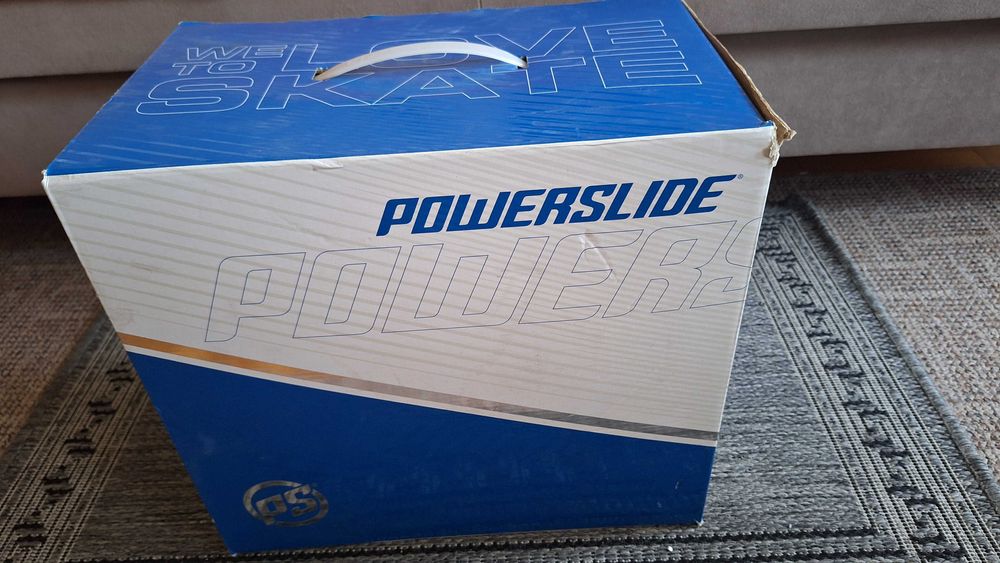 WE LOVE
TO SKATE
POWERSLIDE®
POWERS
PS